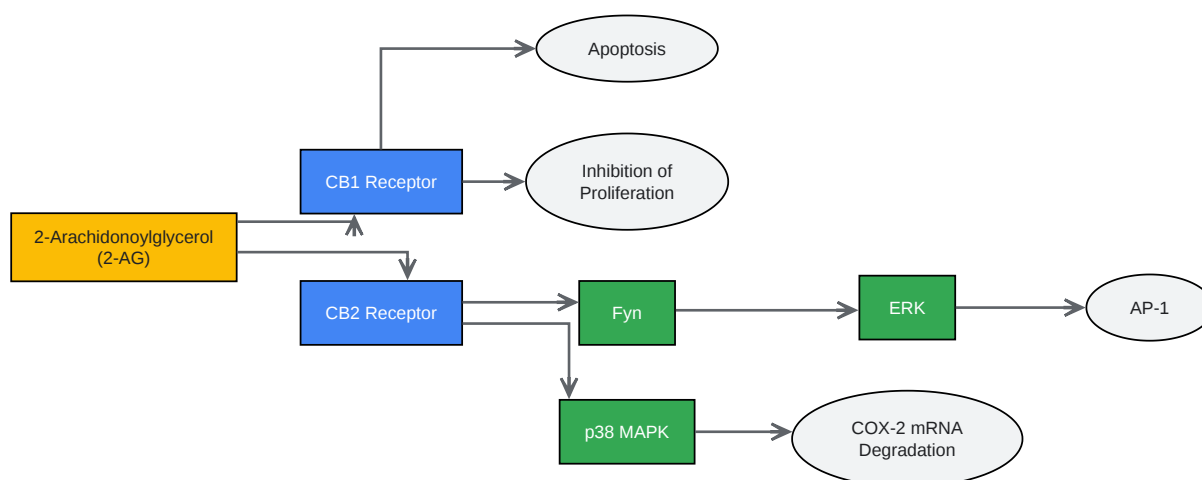 Apoptosis
CB1 Receptor
Inhibition of
Proliferation
2-Arachidonoylglycerol
(2-AG)
CB2 Receptor
Fyn
ERK
AP-1
p38 MAPK
COX-2 mRNA
Degradation